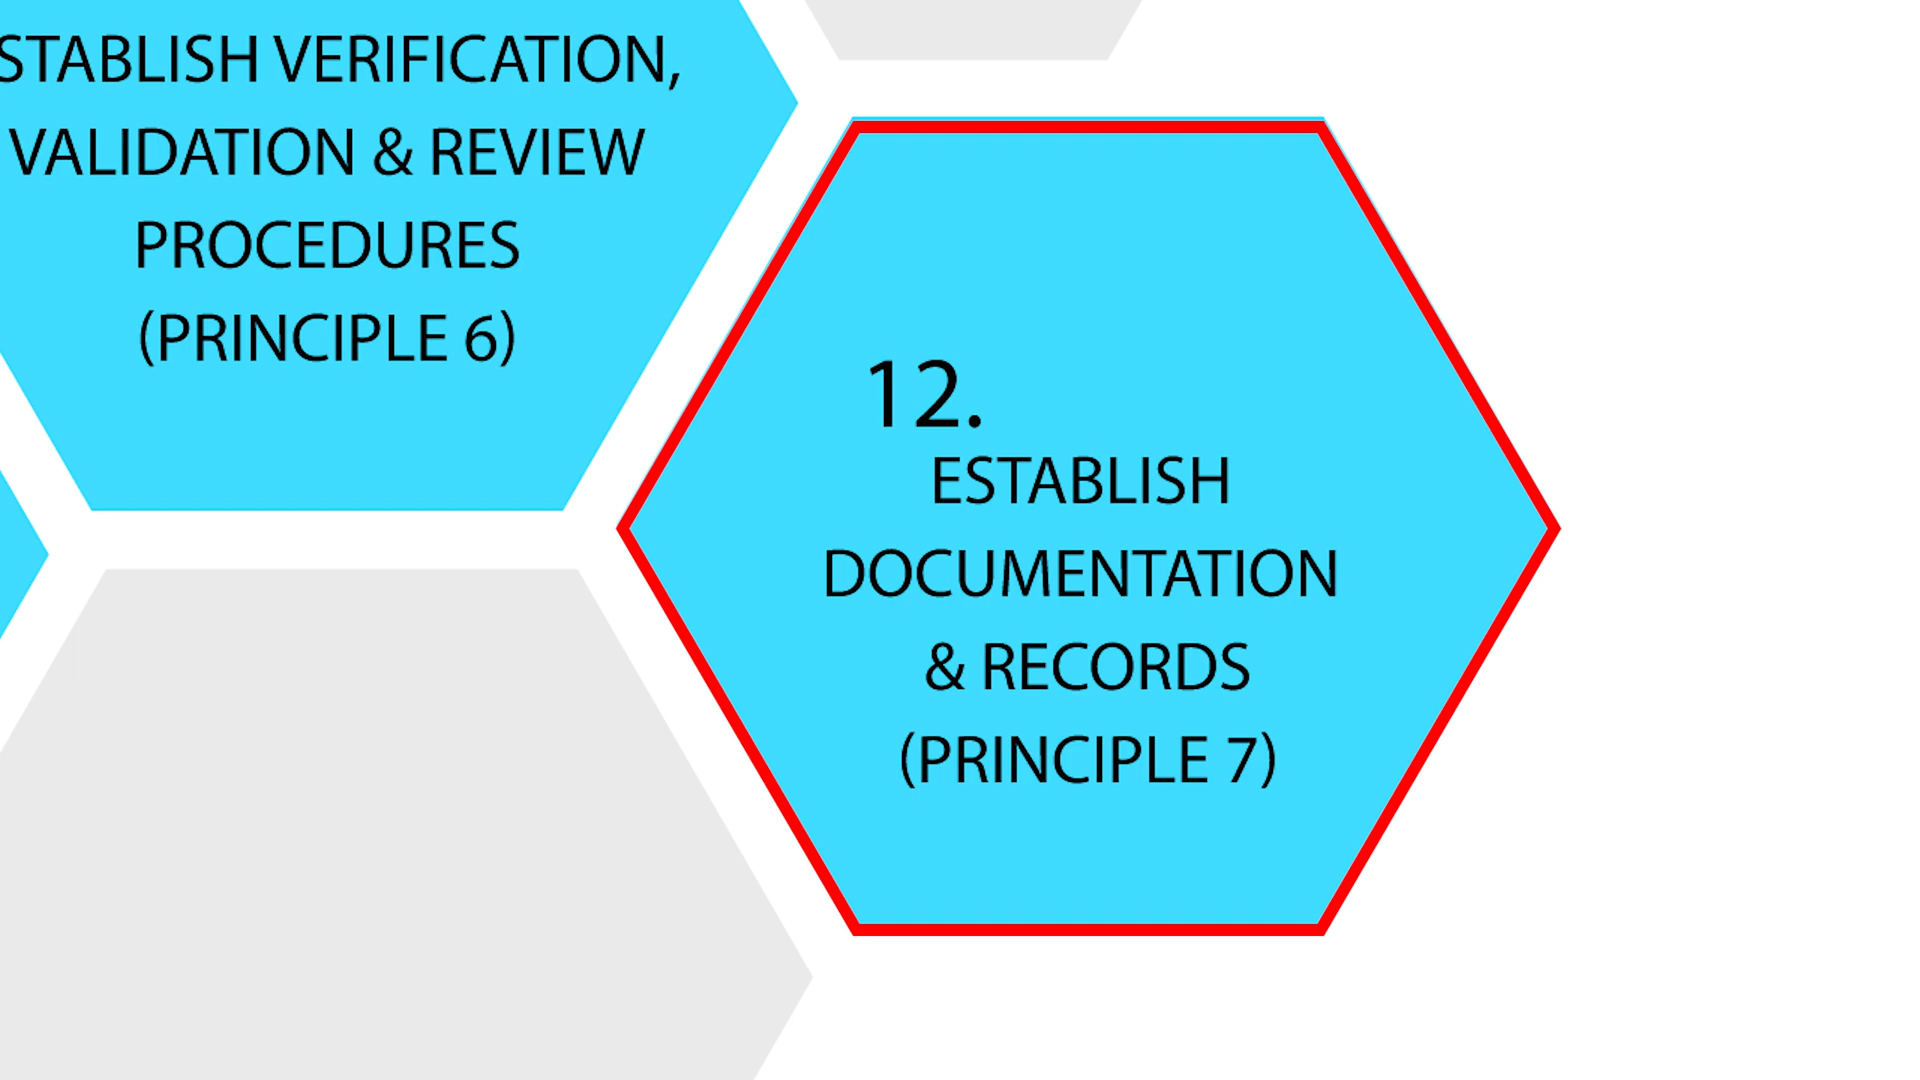 STABLISH VERIFICATION,
VALIDATION & REVIEW
PROCEDURES
(PRINCIPLE 6)
12.
ESTABLISH
DOCUMENTATION
& RECORDS
(PRINCIPLE 7)